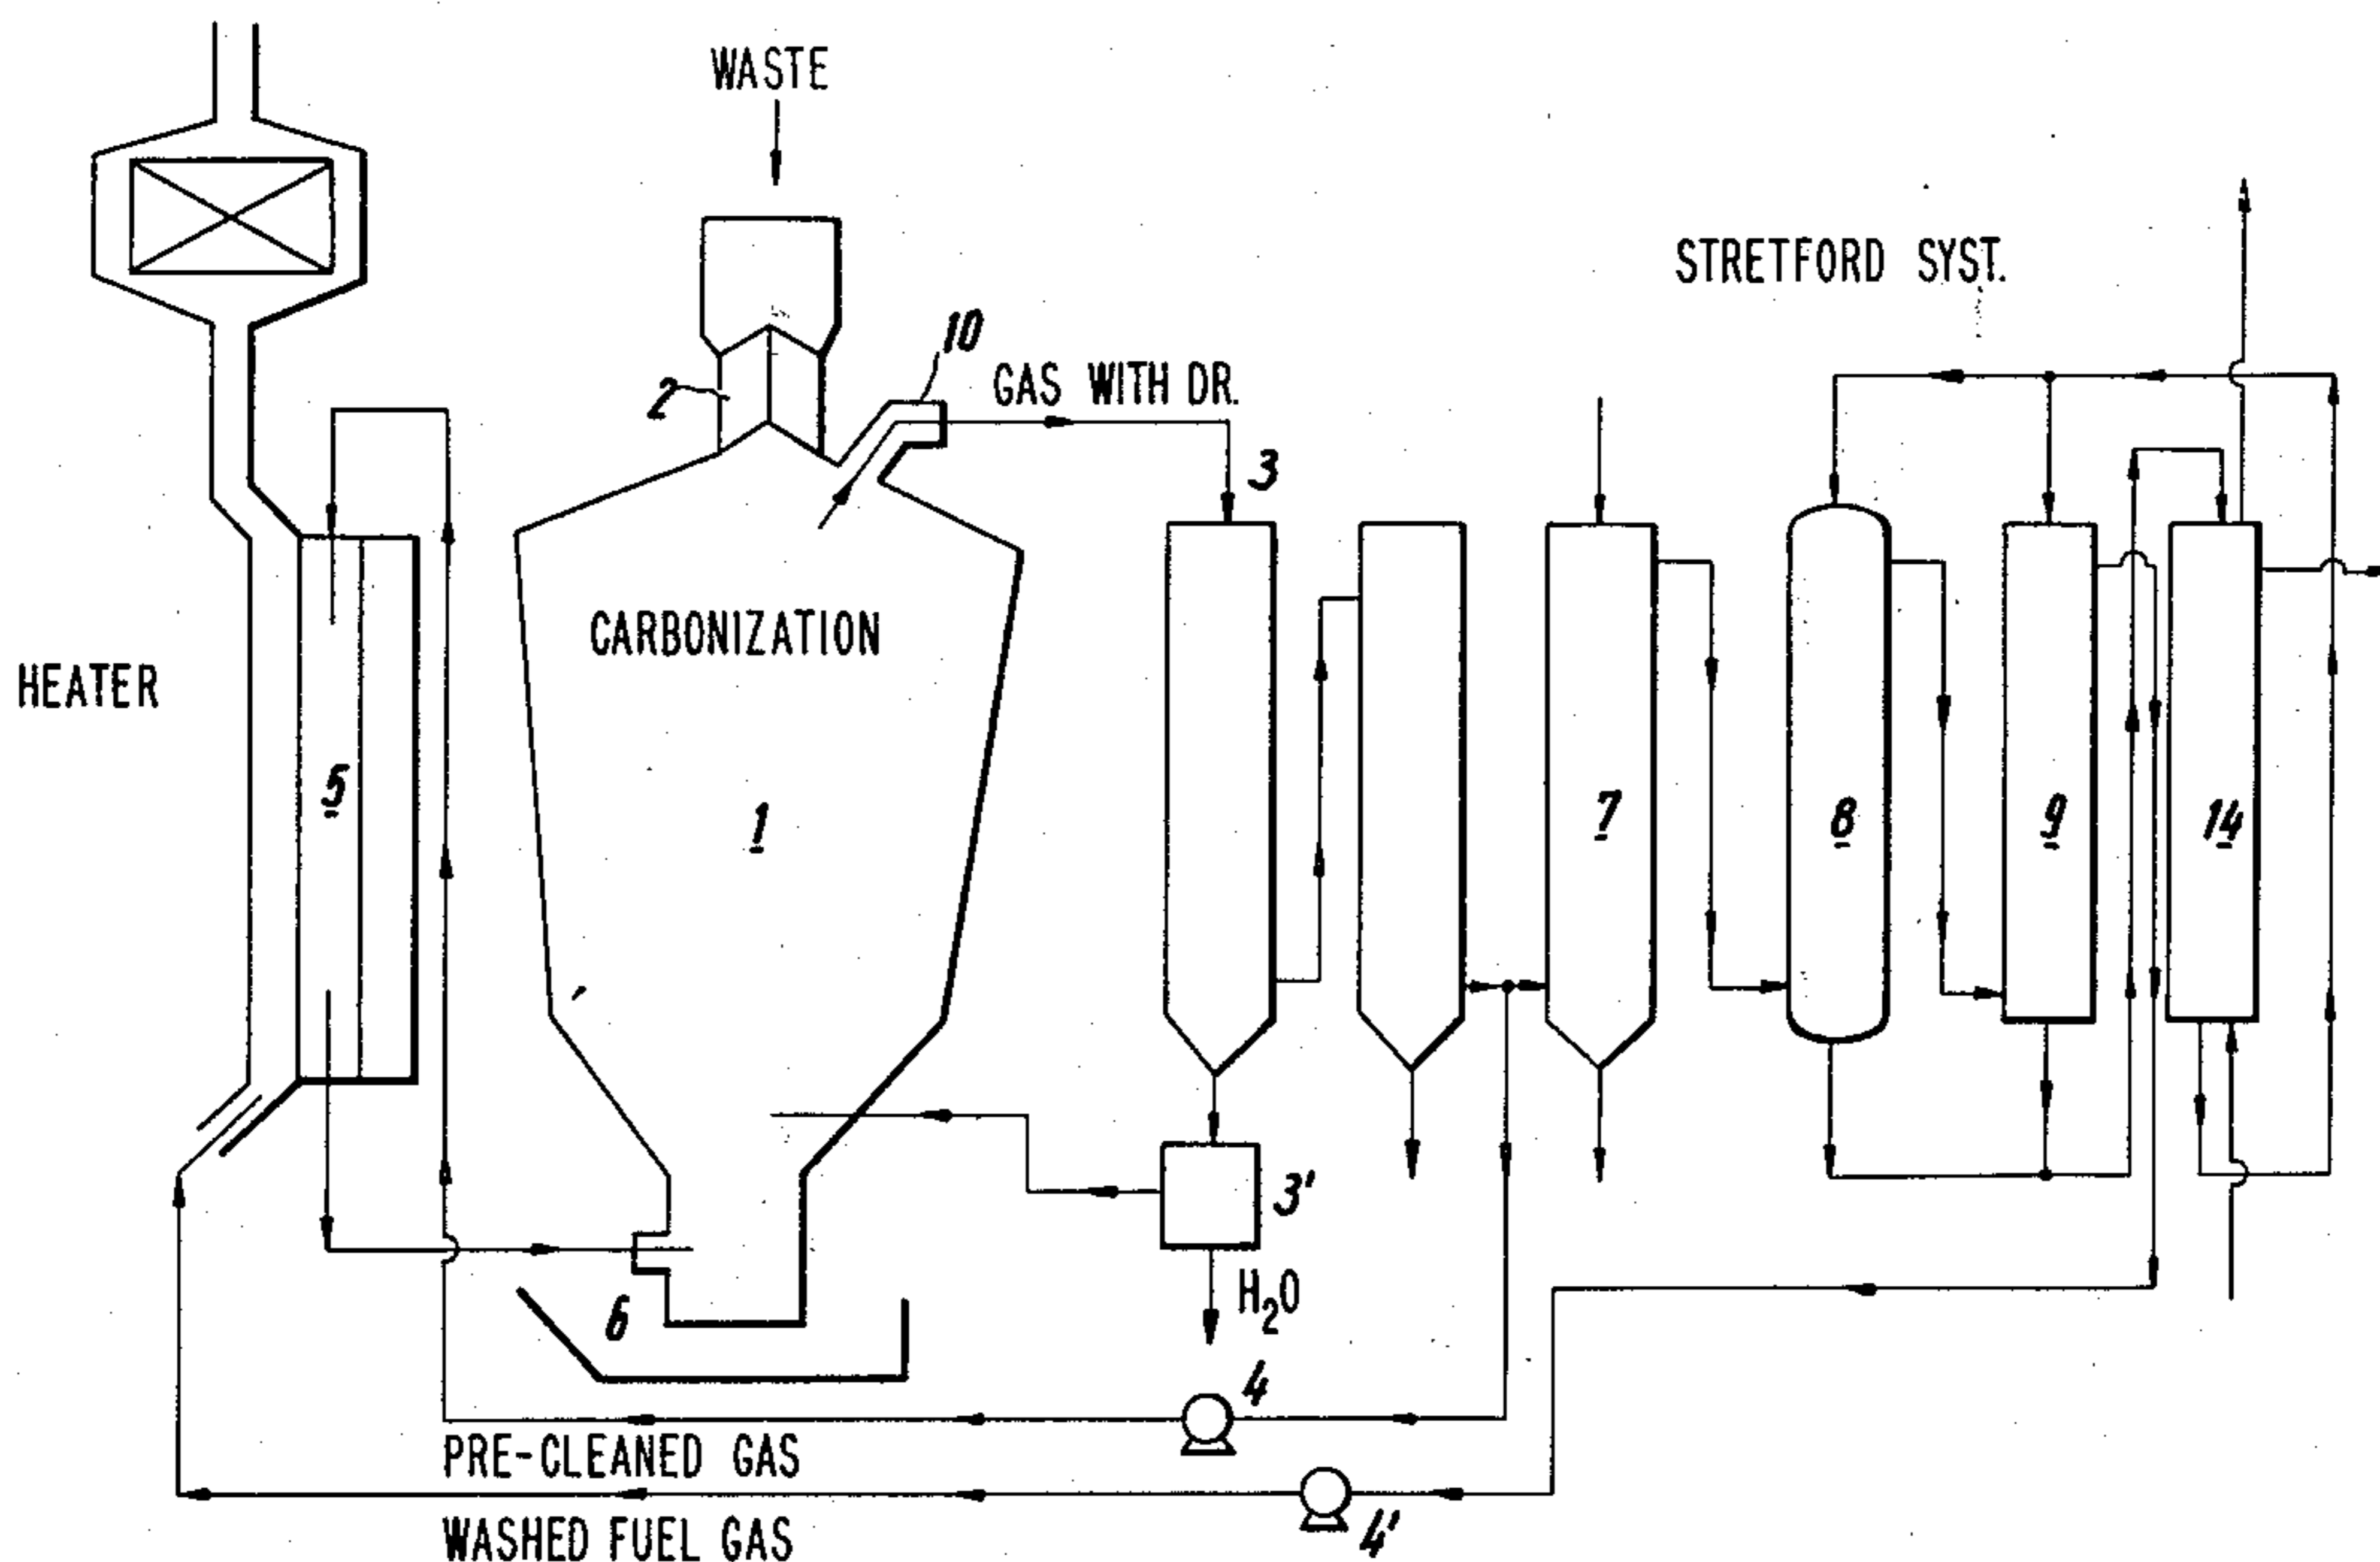 WASTE
STRETFORD SYST.
10
2
GAS WITH DR.
3
CARBONIZATION
HEATER
5
1
7
8
9
14
3'
H₂O
6
4
PRE-CLEANED GAS
4'
WASHED FUEL GAS